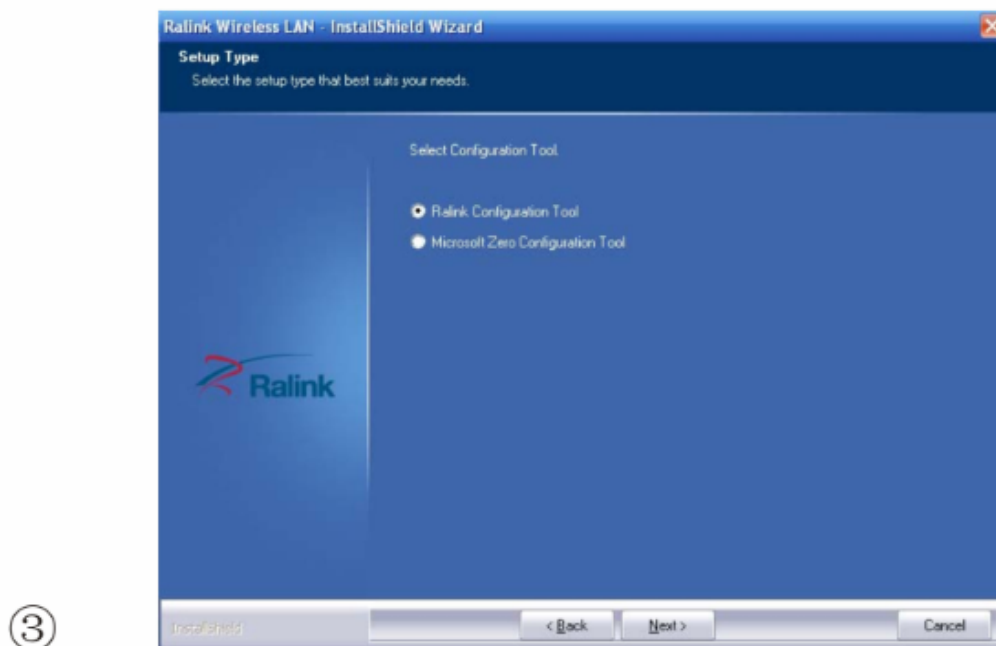 Ralink Wireless LAN - InstallShield Wizard
Setup Type
Select the setup type that best suits your needs.
Select Configuration Tool.
Ralink Configuration Tool
Microsoft Zero Configuration Tool
Ralink
③
InstallShield
< Back
Next >
Cancel